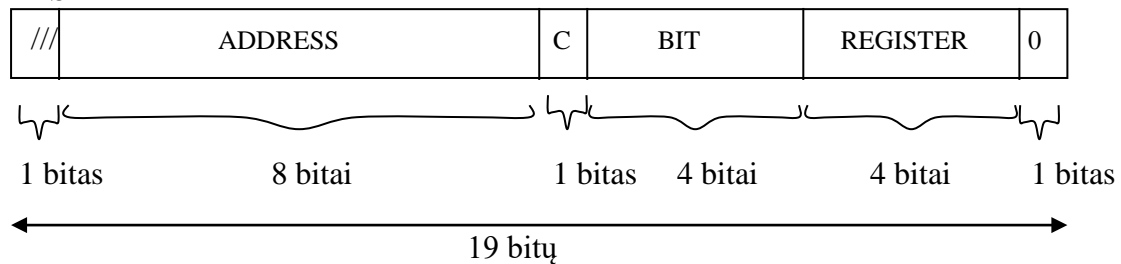 /// ADDRESS C BIT REGISTER 0
1 bitas 8 bitai 1 bitas 4 bitai 4 bitai 1 bitas
19 bitų